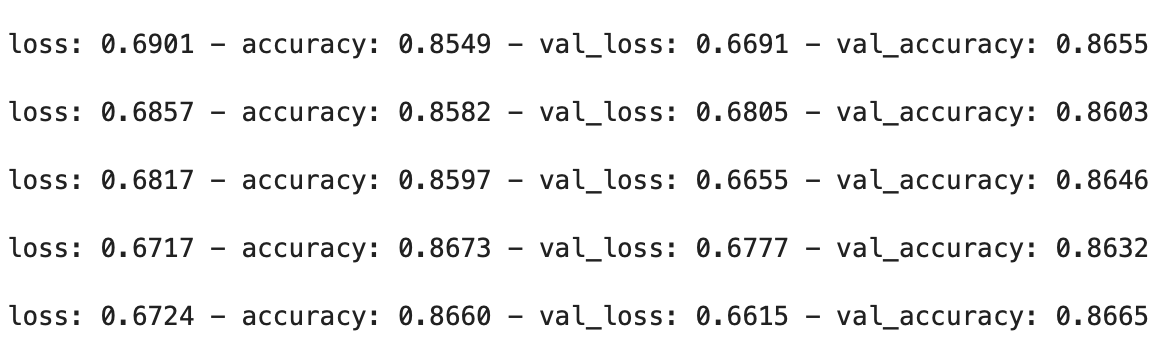 loss: 0.6901 – accuracy: 0.8549 – val_loss: 0.6691 – val_accuracy: 0.8655
loss: 0.6857 – accuracy: 0.8582 – val_loss: 0.6805 – val_accuracy: 0.8603
loss: 0.6817 – accuracy: 0.8597 – val_loss: 0.6655 – val_accuracy: 0.8646
loss: 0.6717 – accuracy: 0.8673 – val_loss: 0.6777 – val_accuracy: 0.8632
loss: 0.6724 – accuracy: 0.8660 – val_loss: 0.6615 – val_accuracy: 0.8665